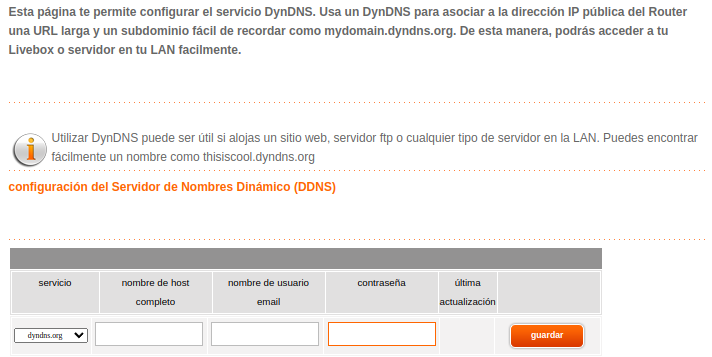 Esta página te permite configurar el servicio DynDNS. Usa un DynDNS para asociar a la dirección IP pública del Router
una URL larga y un subdominio fácil de recordar como mydomain.dyndns.org. De esta manera, podrás acceder a tu
Livebox o servidor en tu LAN facilmente.
Utilizar DynDNS puede ser útil si alojas un sitio web, servidor ftp o cualquier tipo de servidor en la LAN. Puedes encontrar
fácilmente un nombre como thisiscool.dyndns.org
configuración del Servidor de Nombres Dinámico (DDNS)
servicio nombre de host nombre de usuario contraseña última
completo email actualización
dyndns.org guardar